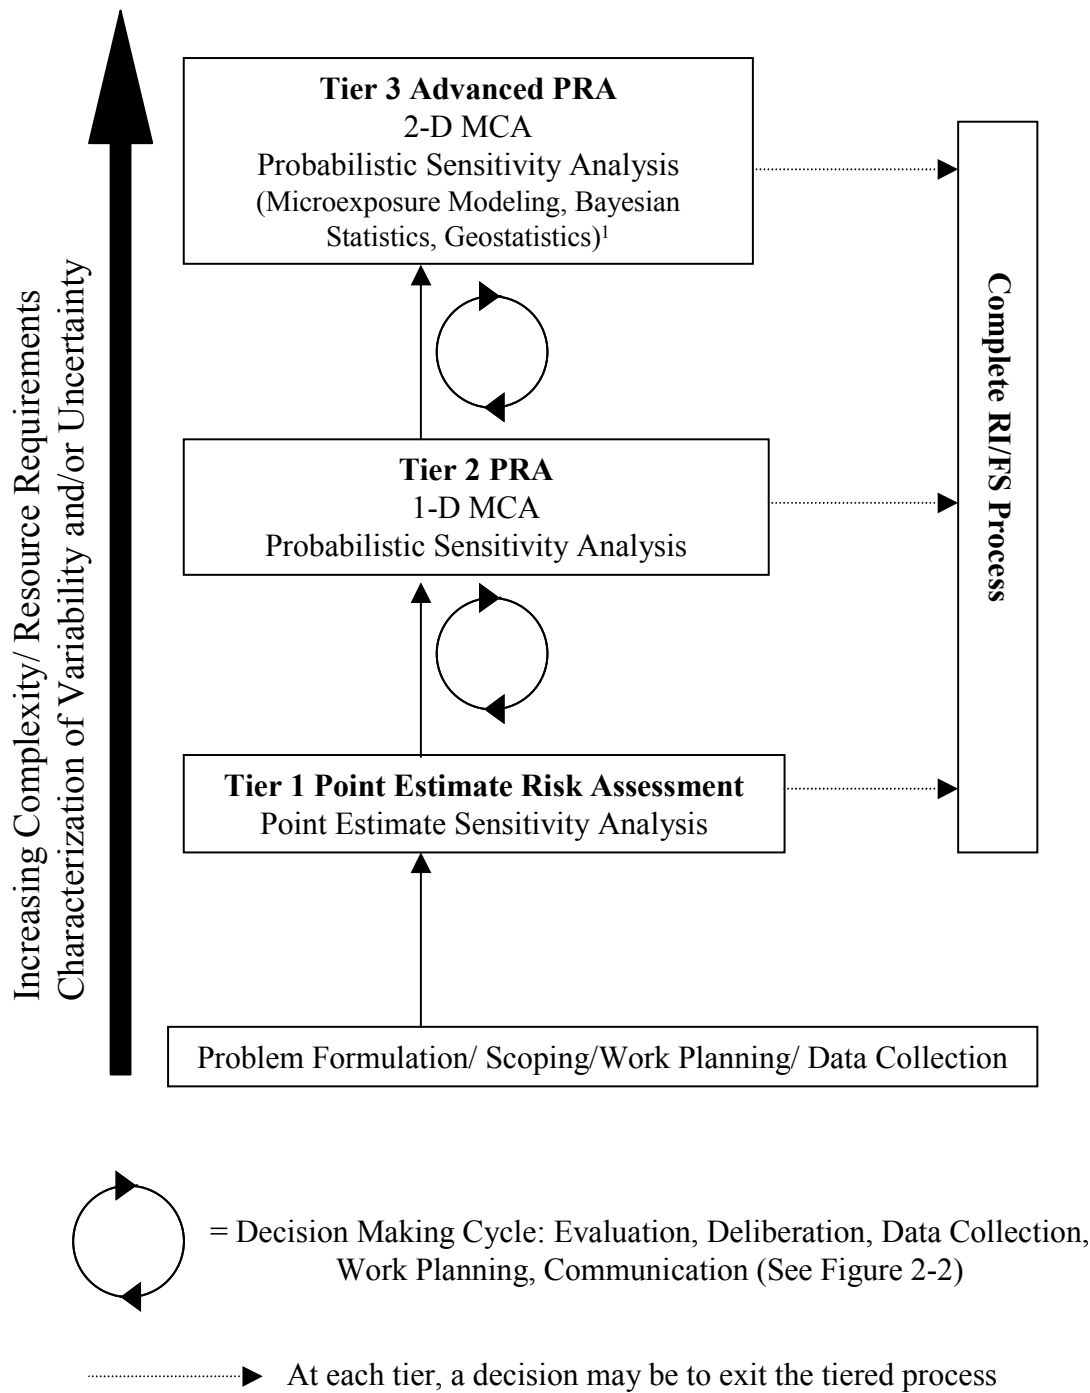 Increasing Complexity/ Resource Requirements
Characterization of Variability and/or Uncertainty
Tier 3 Advanced PRA
2-D MCA
Probabilistic Sensitivity Analysis
(Microexposure Modeling, Bayesian
Statistics, Geostatistics)¹
Tier 2 PRA
1-D MCA
Probabilistic Sensitivity Analysis
Tier 1 Point Estimate Risk Assessment
Point Estimate Sensitivity Analysis
Complete RI/FS Process
Problem Formulation/ Scoping/Work Planning/ Data Collection
= Decision Making Cycle: Evaluation, Deliberation, Data Collection,
Work Planning, Communication (See Figure 2-2)
At each tier, a decision may be to exit the tiered process